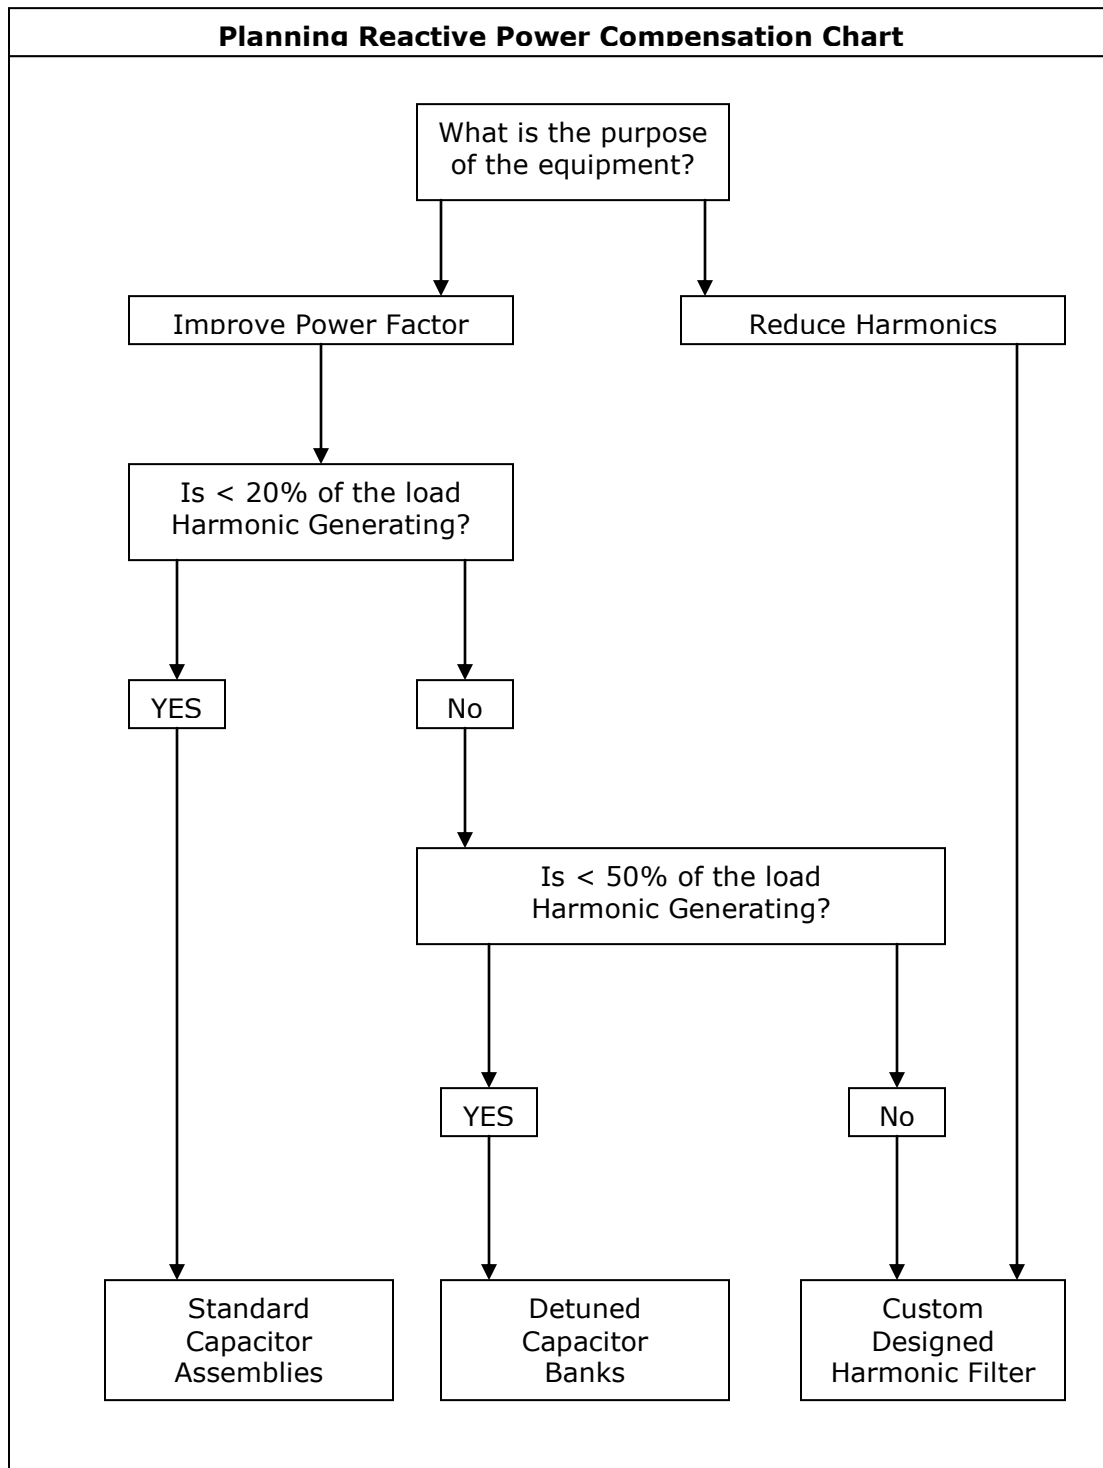 Planning Reactive Power Compensation Chart
What is the purpose
of the equipment?
Improve Power Factor
Reduce Harmonics
Is < 20% of the load
Harmonic Generating?
YES
No
Is < 50% of the load
Harmonic Generating?
YES
No
Standard
Capacitor
Assemblies
Detuned
Capacitor
Banks
Custom
Designed
Harmonic Filter